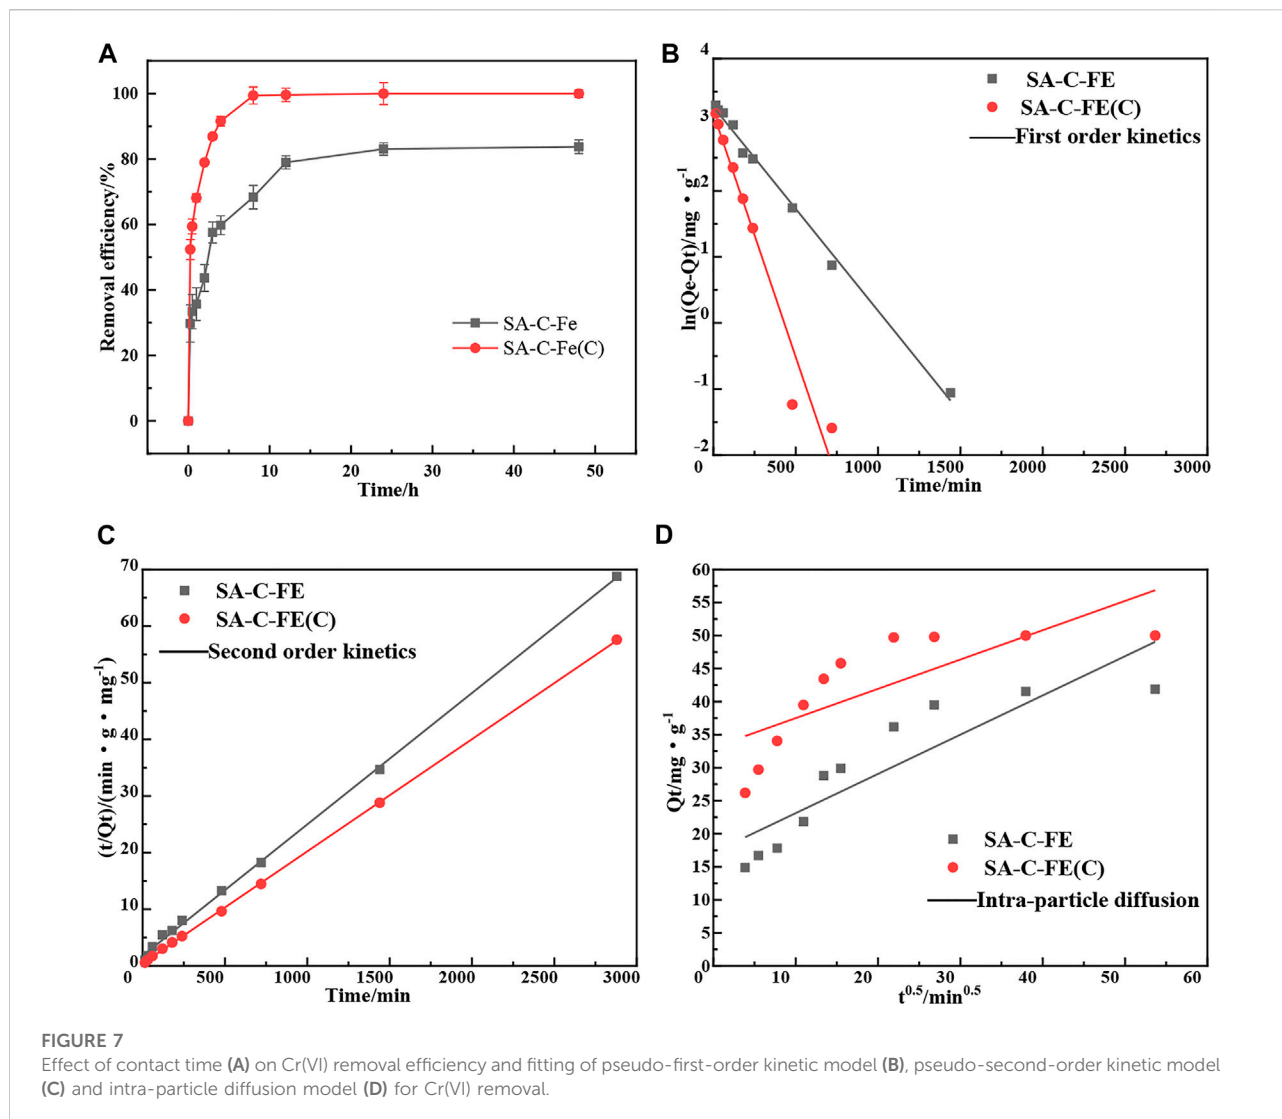 A
Removal efficiency/%
100
80
60
40
20
0
SA-C-Fe
SA-C-Fe(C)
0 10 20 30 40 50
Time/h
B
ln(Qe-Qt)/mg • g-1
4
3
2
1
0
-1
-2
SA-C-FE
SA-C-FE(C)
First order kinetics
0 500 1000 1500 2000 2500 3000
Time/min
C
(t/Qt)/(min • g • mg-1)
70
60
50
40
30
20
10
0
SA-C-FE
SA-C-FE(C)
Second order kinetics
0 500 1000 1500 2000 2500 3000
Time/min
D
Qt/mg • g-1
60
55
50
45
40
35
30
25
20
15
10
5
0
SA-C-FE
SA-C-FE(C)
Intra-particle diffusion
0 10 20 30 40 50 60
t0.5/min0.5
FIGURE 7
Effect of contact time (A) on Cr(VI) removal efficiency and fitting of pseudo-first-order kinetic model (B), pseudo-second-order kinetic model
(C) and intra-particle diffusion model (D) for Cr(VI) removal.